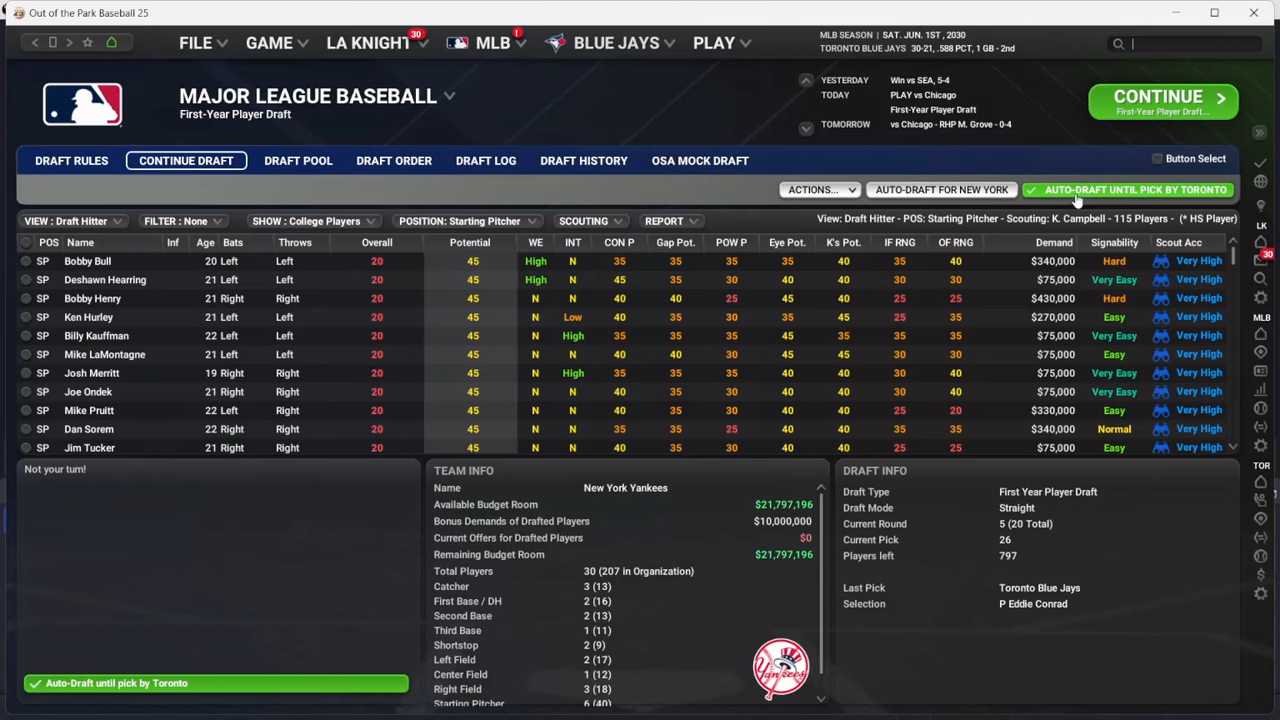 Out of the Park Baseball 25
FILE GAME LA KNIGHT 30 MLB ! BLUE JAYS PLAY
MLB SEASON | SAT. JUN. 1ST, 2030
TORONTO BLUE JAYS 30-21, .588 PCT, 1 GB - 2nd
MAJOR LEAGUE BASEBALL
First-Year Player Draft
YESTERDAY Win vs SEA, 5-4
TODAY PLAY vs Chicago
First-Year Player Draft
TOMORROW vs Chicago - RHP M. Grove - 0-4
CONTINUE
First-Year Player Draft...
DRAFT RULES CONTINUE DRAFT DRAFT POOL DRAFT ORDER DRAFT LOG DRAFT HISTORY OSA MOCK DRAFT Button Select
ACTIONS... AUTO-DRAFT FOR NEW YORK AUTO-DRAFT UNTIL PICK BY TORONTO
VIEW : Draft Hitter FILTER : None SHOW : College Players POSITION: Starting Pitcher SCOUTING REPORT View: Draft Hitter - POS: Starting Pitcher - Scouting: K. Campbell - 115 Players - (* HS Player)
POS Name Inf Age Bats Throws Overall Potential WE INT CON P Gap Pot. POW P Eye Pot. K's Pot. IF RNG OF RNG Demand Signability Scout Acc
SP Bobby Bull 20 Left Left 20 45 High N 35 35 35 35 40 35 40 $340,000 Hard Very High
SP Deshawn Hearring 21 Left Left 20 45 High N 45 35 30 35 40 30 30 $75,000 Very Easy Very High
SP Bobby Henry 21 Right Right 20 45 N N 40 40 25 35 40 25 25 $430,000 Hard Very High
SP Ken Hurley 21 Left Left 20 45 N Low 40 35 35 35 45 25 35 $270,000 Easy Very High
SP Billy Kauffman 22 Left Left 20 45 N High 35 35 35 45 40 30 30 $75,000 Very Easy Very High
SP Mike LaMontagne 21 Left Left 20 45 N N 40 40 35 45 45 35 30 $75,000 Easy Very High
SP Josh Merritt 19 Right Left 20 45 N High 35 35 35 35 40 35 35 $75,000 Very Easy Very High
SP Joe Ondek 21 Right Right 20 45 N N 40 35 35 40 40 30 40 $75,000 Very Easy Very High
SP Mike Pruitt 22 Left Right 20 45 N N 40 35 30 40 40 25 20 $330,000 Easy Very High
SP Dan Sorem 22 Right Right 20 45 N N 40 35 25 40 40 30 35 $340,000 Normal Very High
SP Jim Tucker 21 Right Right 20 45 N N 40 35 30 40 40 25 25 $75,000 Easy Very High
Not your turn!
Auto-Draft until pick by Toronto
TEAM INFO
Name New York Yankees
Available Budget Room $21,797,196
Bonus Demands of Drafted Players $10,000,000
Current Offers for Drafted Players $0
Remaining Budget Room $21,797,196
Total Players 30 (207 in Organization)
Catcher 3 (13)
First Base / DH 2 (16)
Second Base 2 (13)
Third Base 1 (11)
Shortstop 2 (9)
Left Field 2 (17)
Center Field 1 (12)
Right Field 3 (18)
Starting Pitcher 6 (40)
DRAFT INFO
Draft Type First Year Player Draft
Draft Mode Straight
Current Round 5 (20 Total)
Current Pick 26
Players left 797
Last Pick Toronto Blue Jays
Selection P Eddie Conrad
LK
30
MLB
TOR